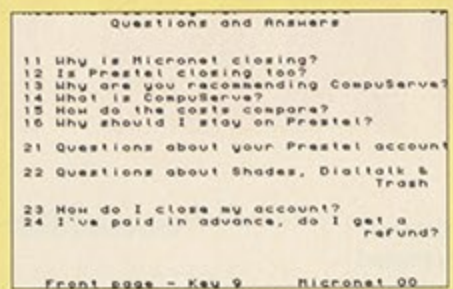 Questions and Answers
11 Why is Micronet closing?
12 Is Prestel closing too?
13 Why are you recommending CompuServe?
14 What is CompuServe?
15 How do the costs compare?
16 Why should I stay on Prestel?
21 Questions about your Prestel account
22 Questions about Shades, Dialtalk &
Trash
23 How do I close my account?
24 I've paid in advance, do I get a
refund?
Front page - Key 9 Micronet 00